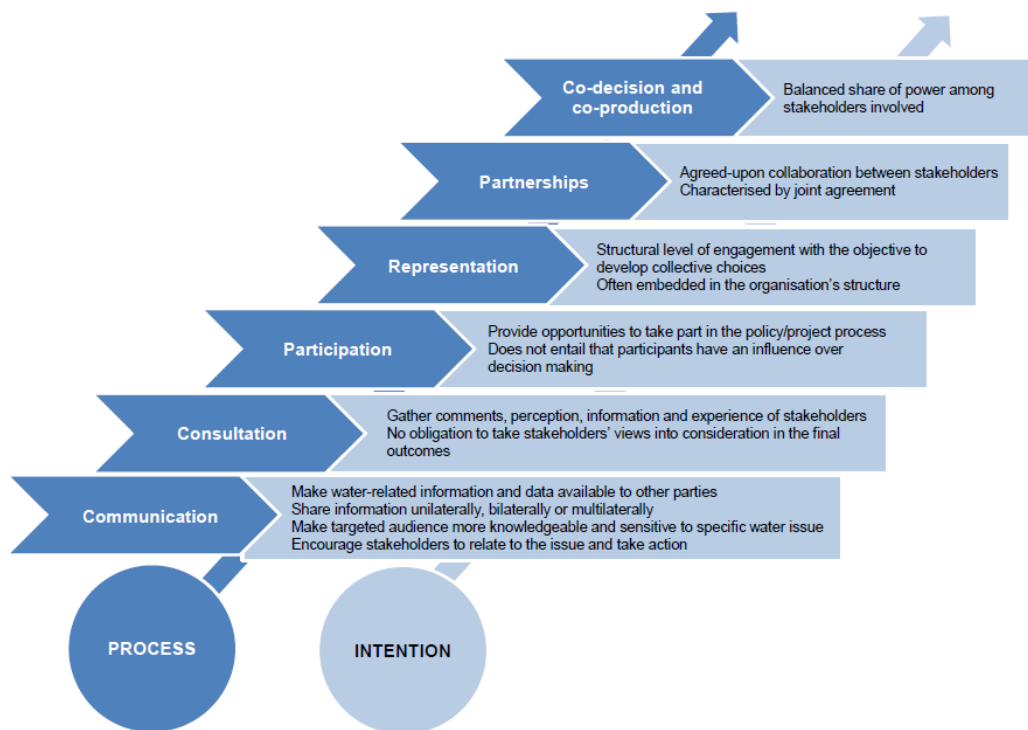 Co-decision and
co-production
Balanced share of power among
stakeholders involved
Partnerships
Agreed-upon collaboration between stakeholders
Characterised by joint agreement
Representation
Structural level of engagement with the objective to
develop collective choices
Often embedded in the organisation's structure
Participation
Provide opportunities to take part in the policy/project process
Does not entail that participants have an influence over
decision making
Consultation
Gather comments, perception, information and experience of stakeholders
No obligation to take stakeholders' views into consideration in the final
outcomes
Communication
Make water-related information and data available to other parties
Share information unilaterally, bilaterally or multilaterally
Make targeted audience more knowledgeable and sensitive to specific water issue
Encourage stakeholders to relate to the issue and take action
PROCESS
INTENTION